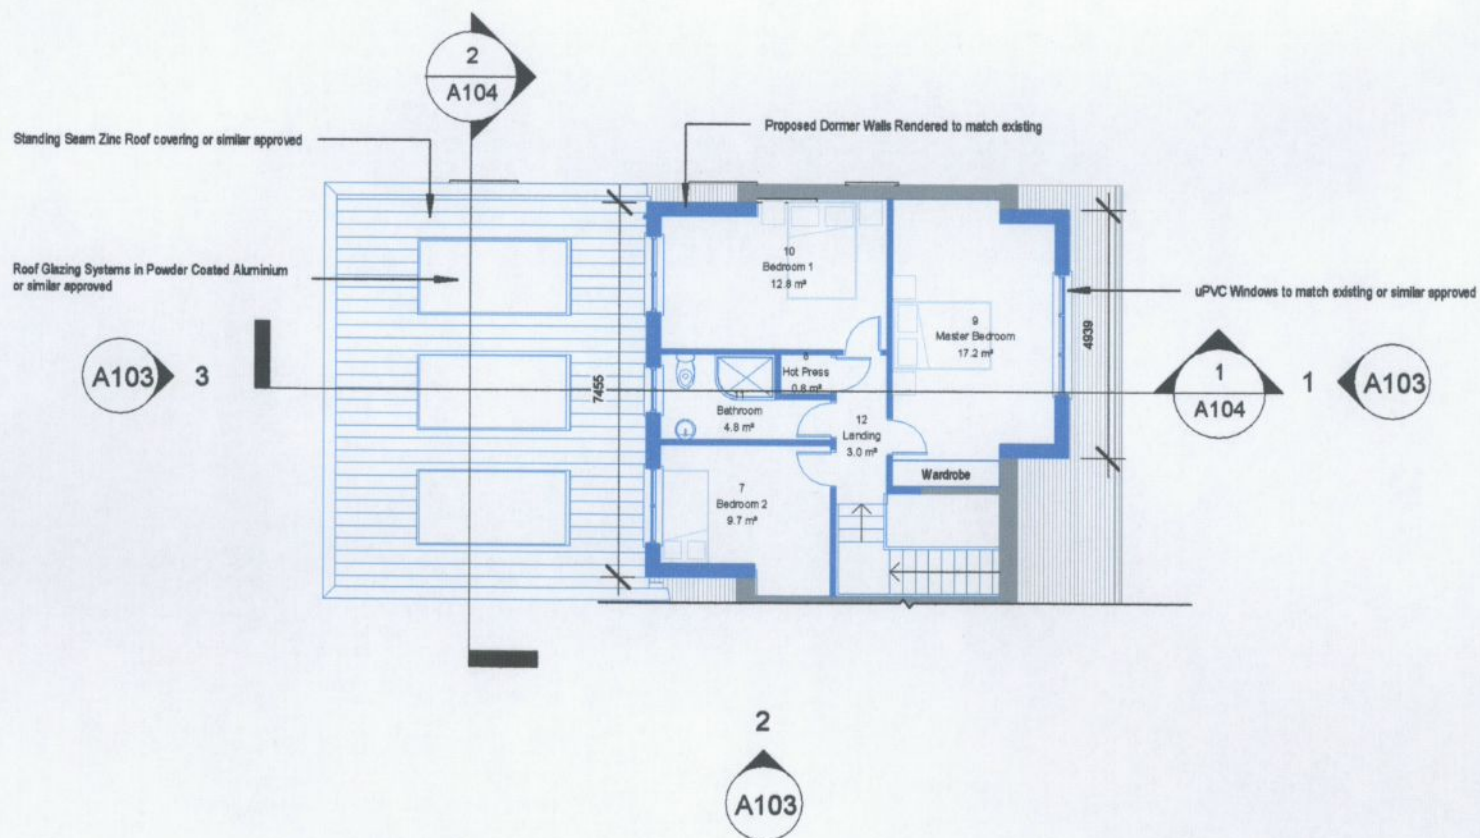 2
A104
Standing Seam Zinc Roof covering or similar approved
Proposed Dormer Walls Rendered to match existing
Roof Glazing Systems in Powder Coated Aluminium
or similar approved
10
Bedroom 1
12.8 m²
uPVC Windows to match existing or similar approved
9
Master Bedroom
17.2 m²
4939
A103
3
7455
Hot Press
0.8 m²
1
A104
1
A103
11
Bathroom
4.8 m²
12
Landing
3.0 m²
Wardrobe
7
Bedroom 2
9.7 m²
2
A103